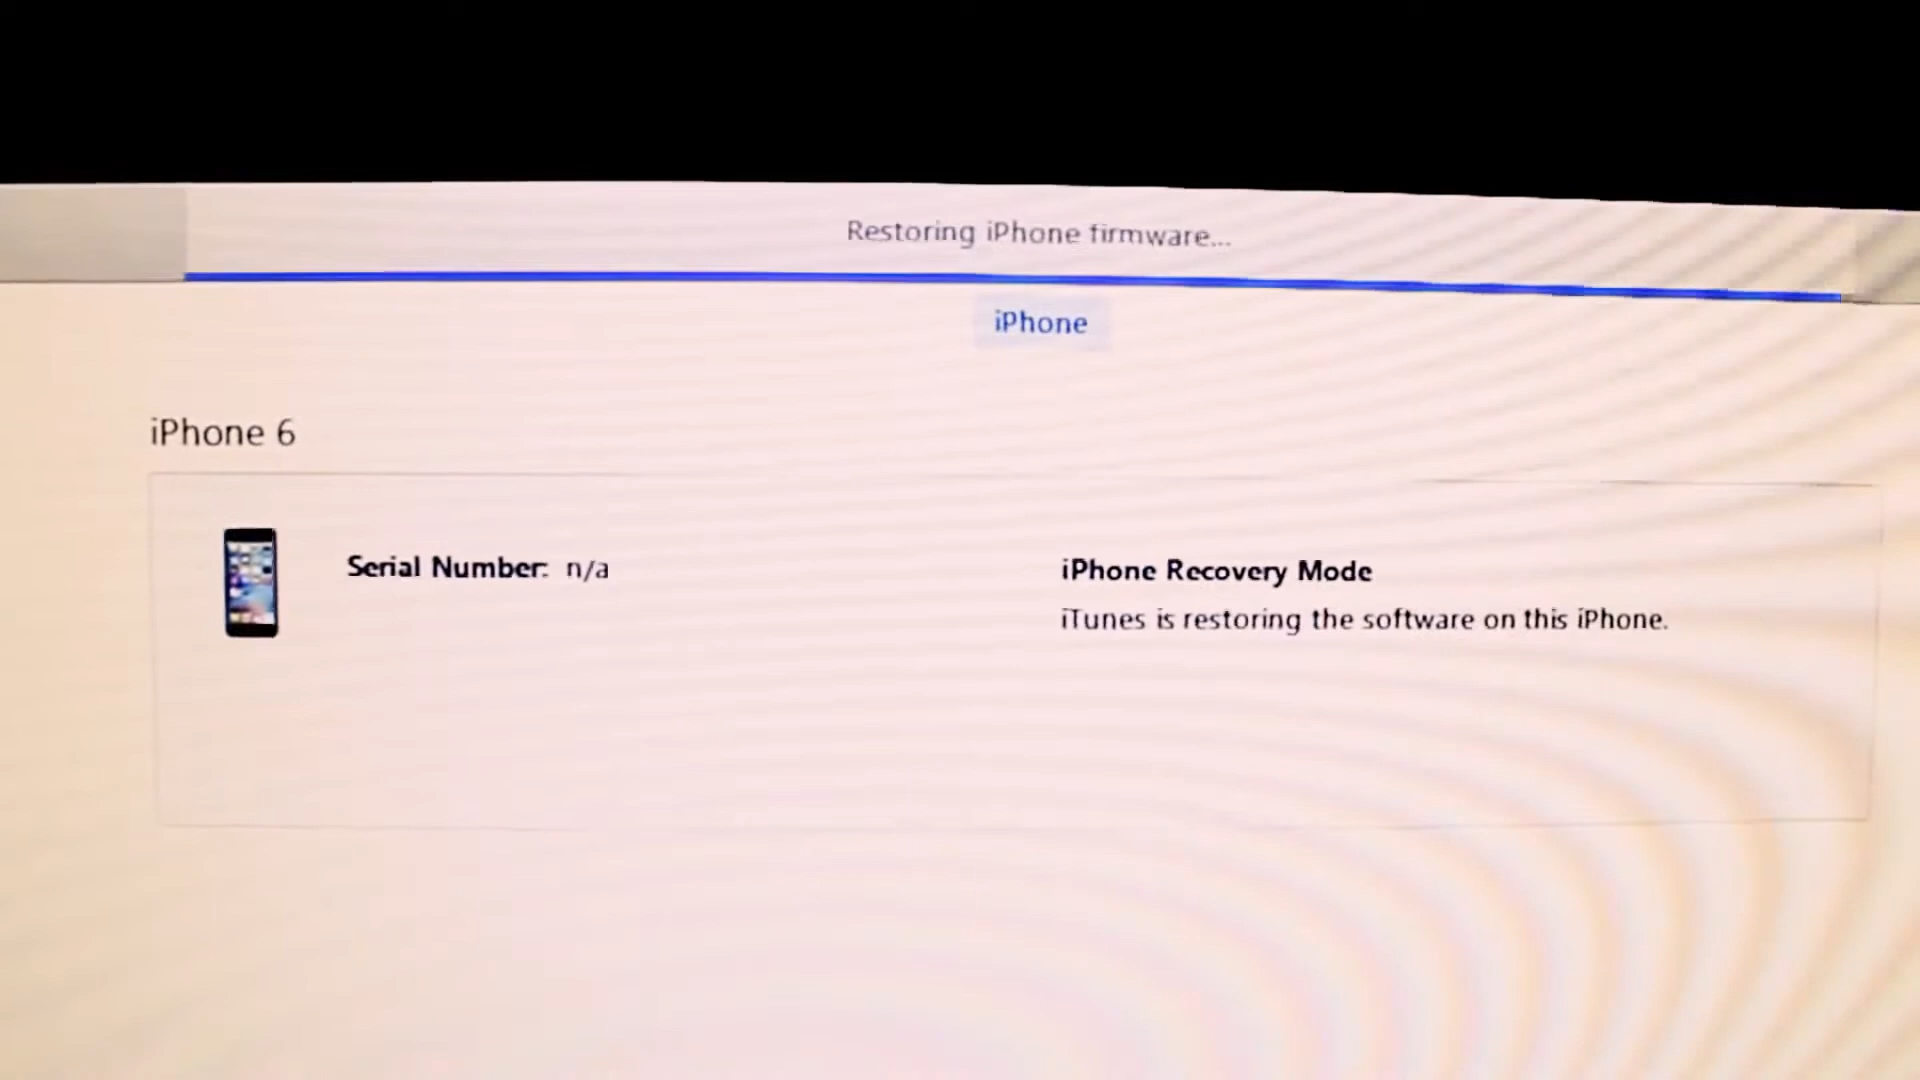 Restoring iPhone firmware...
iPhone
iPhone 6
Serial Number: n/a
iPhone Recovery Mode
iTunes is restoring the software on this iPhone.